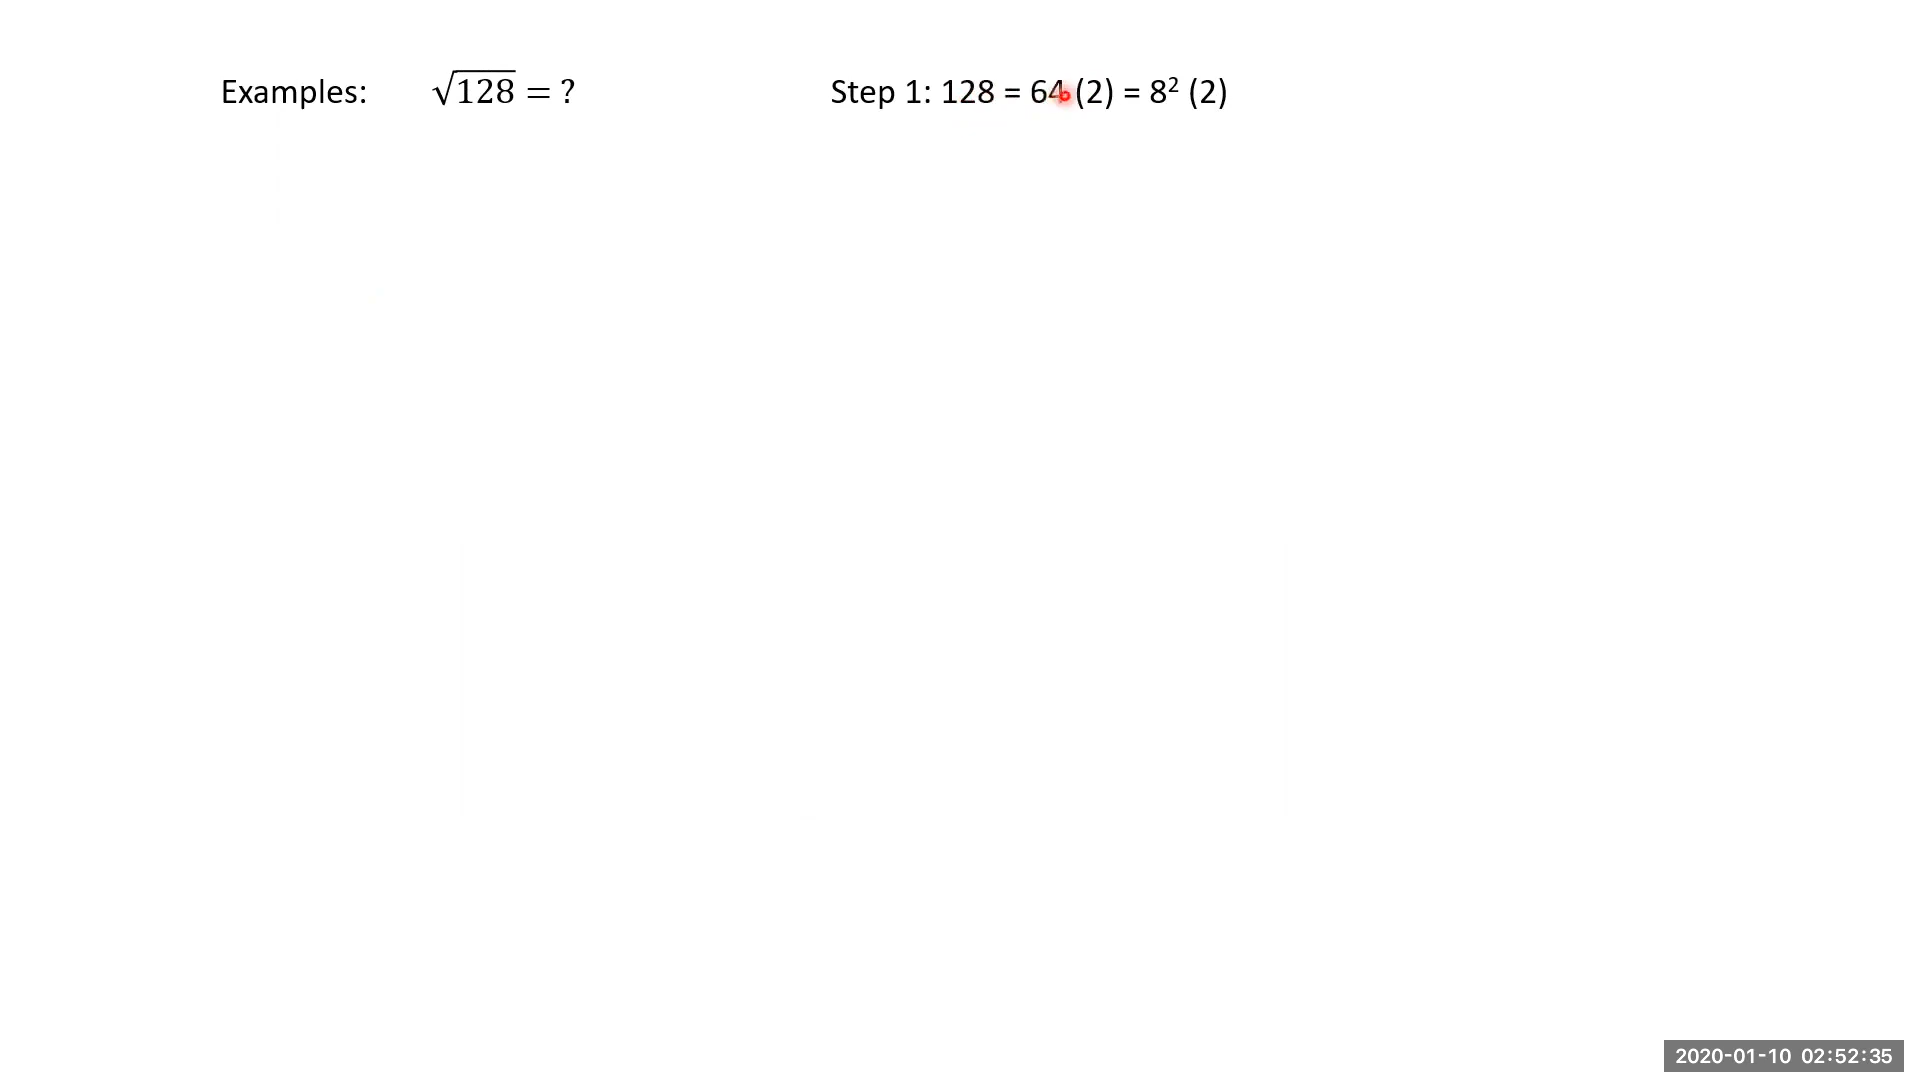 Examples: √128 = ? Step 1: 128 = 64 (2) = 8² (2)
2020-01-10 02:52:35